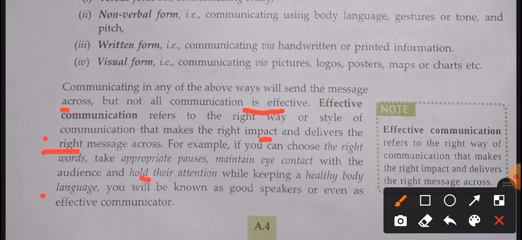 (ii) Non-verbal form, i.e., communicating using body language, gestures or tone, and
pitch,
(iii) Written form, i.e., communicating via handwritten or printed information.
(iv) Visual form, i.e., communicating via pictures, logos, posters, maps or charts etc.
Communicating in any of the above ways will send the message
across, but not all communication is effective. Effective
communication refers to the right way or style of
communication that makes the right impact and delivers the
right message across. For example, if you can choose the right
words, take appropriate pauses, maintain eye contact with the
audience and hold their attention while keeping a healthy body
language, you will be known as good speakers or even as
effective communicator.
NOTE
Effective communication
refers to the right way of
communication that makes
the right impact and delivers
the right message across.
A.4